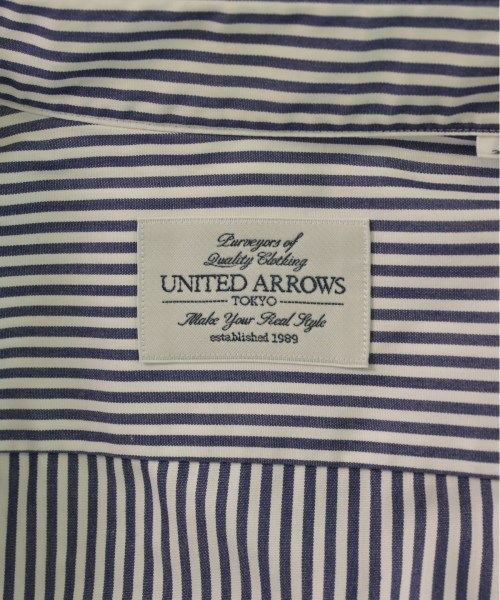 Purveyors of
Quality Clothing
UNITED ARROWS
TOKYO
Make Your Real Style
established 1989